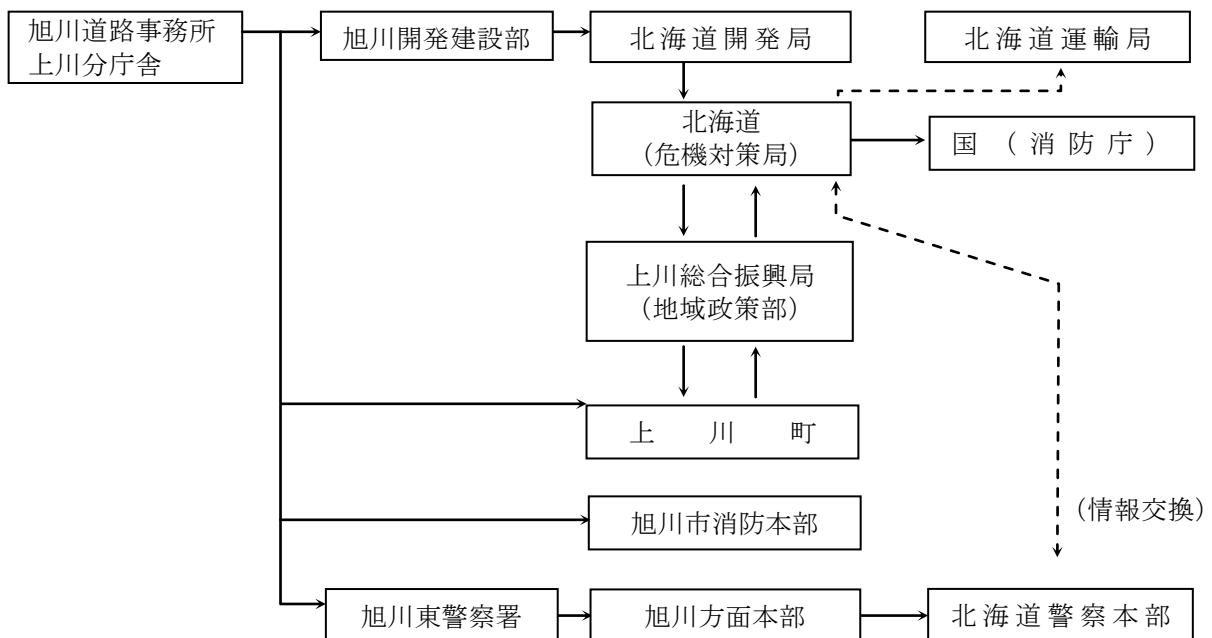 旭川道路事務所
上川分庁舎
旭川開発建設部
北海道開発局
北海道運輸局
北海道
（危機対策局）
国（消防庁）
上川総合振興局
（地域政策部）
上川町
旭川市消防本部
（情報交換）
旭川東警察署
旭川方面本部
北海道警察本部